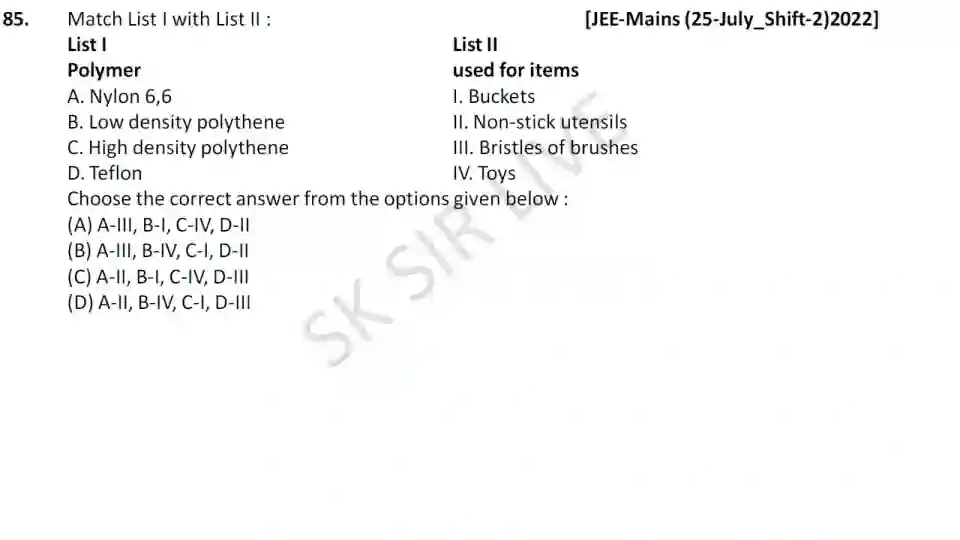 85. Match List I with List II : [JEE-Mains (25-July_Shift-2)2022]
List I List II
Polymer used for items
A. Nylon 6,6 I. Buckets
B. Low density polythene II. Non-stick utensils
C. High density polythene III. Bristles of brushes
D. Teflon IV. Toys
Choose the correct answer from the options given below :
(A) A-III, B-I, C-IV, D-II
(B) A-III, B-IV, C-I, D-II
(C) A-II, B-I, C-IV, D-III
(D) A-II, B-IV, C-I, D-III
SK SIR LIVE